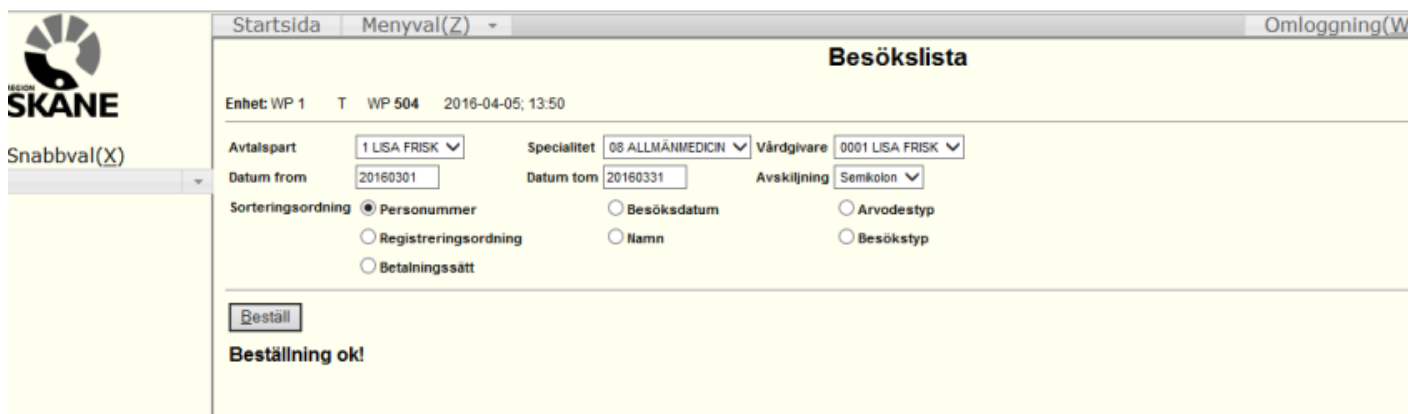 Startsida Menyval(Z) Omloggning(W
REGION
SKÅNE
Snabbval(X)
Besökslista
Enhet: WP 1 T WP 504 2016-04-05; 13:50
Avtalspart 1 LISA FRISK Specialitet 08 ALLMÄNMEDICIN Vårdgivare 0001 LISA FRISK
Datum from 20160301 Datum tom 20160331 Avskiljning Semikolon
Sorteringsordning Personummer Besöksdatum Arvodestyp
Registreringsordning Namn Besökstyp
Betalningssätt
Beställ
Beställning ok!